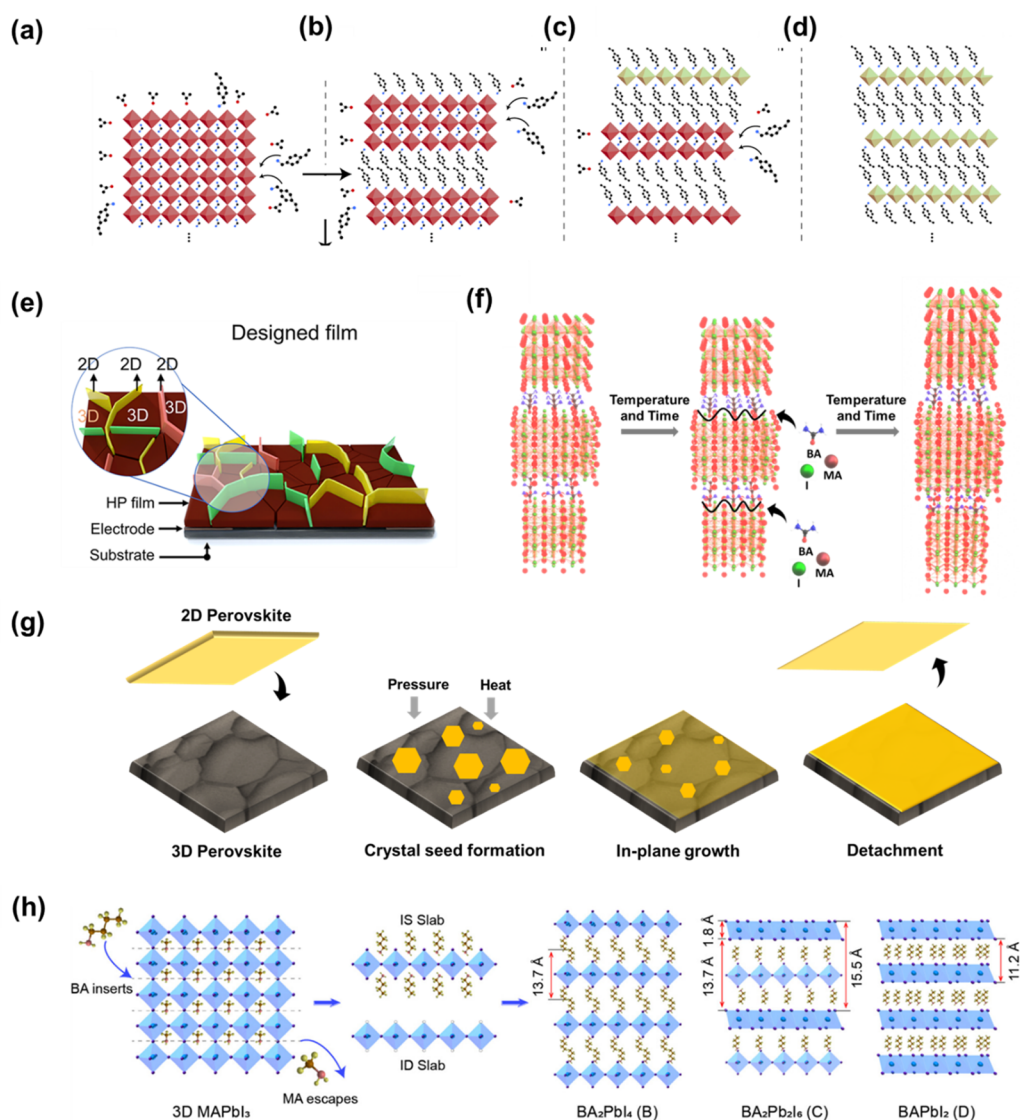 (a)
(b)
(c)
(d)
(e)
Designed film
2D
2D
2D
3D
3D
3D
HP film
Electrode
Substrate
(f)
Temperature
and Time
BA
I
MA
BA
I
MA
Temperature
and Time
(g)
2D Perovskite
3D Perovskite
Pressure
Heat
Crystal seed formation
In-plane growth
Detachment
(h)
BA inserts
MA escapes
3D MAPbI₃
IS Slab
ID Slab
13.7 Å
BA₂PbI₄ (B)
1.8 Å
13.7 Å
15.5 Å
BA₂Pb₂I₆ (C)
11.2 Å
BAPbI₂ (D)